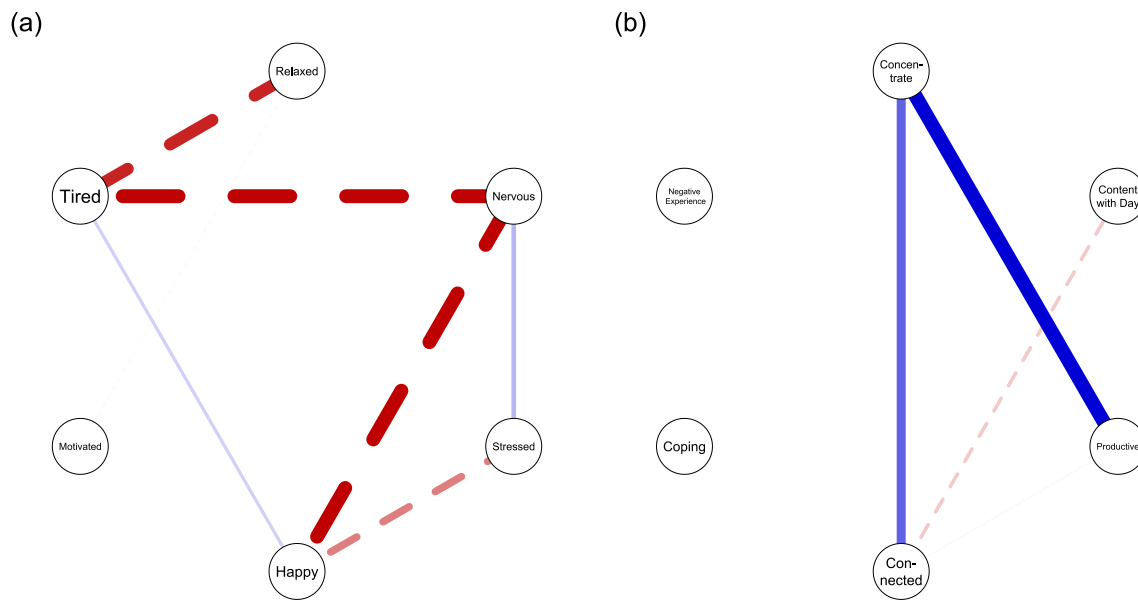 (a)
Relaxed
Tired
Nervous
Motivated
Stressed
Happy
(b)
Concen-
trate
Negative
Experience
Content
with Day
Coping
Productive
Con-
nected